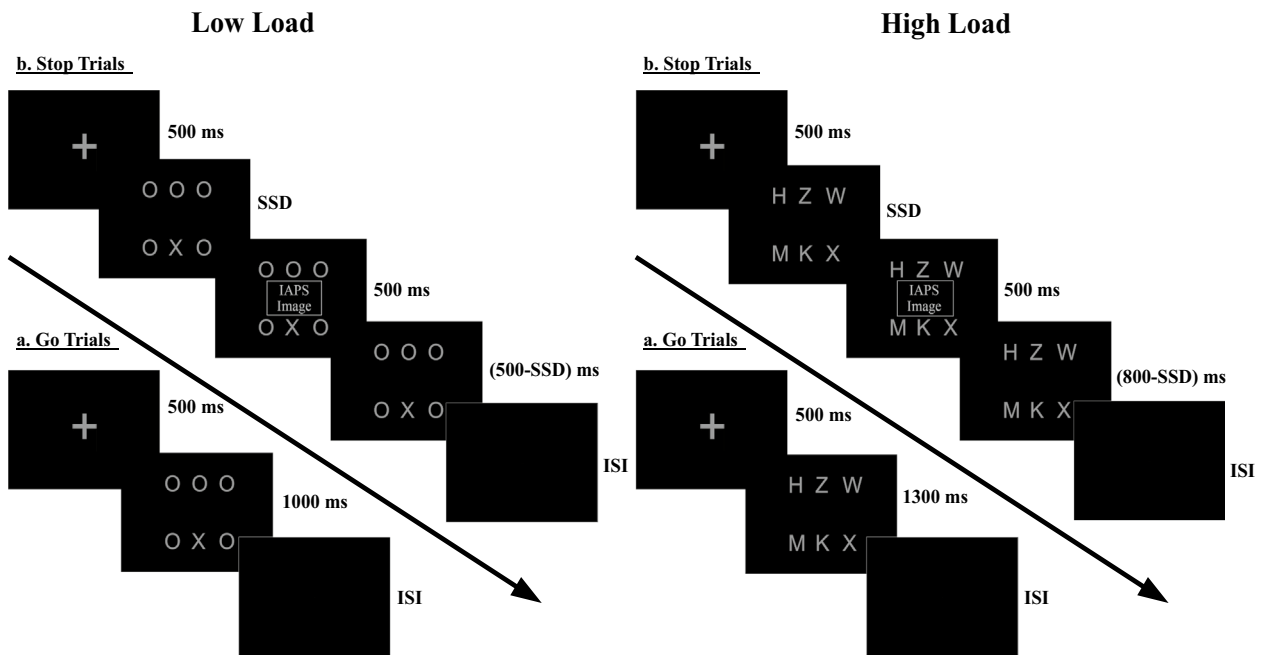 Low Load
b. Stop Trials
500 ms
O O O
O X O
SSD
O O O
IAPS
Image
O X O
500 ms
O O O
O X O
(500-SSD) ms
ISI
a. Go Trials
500 ms
O O O
O X O
1000 ms
ISI
High Load
b. Stop Trials
500 ms
H Z W
M K X
SSD
H Z W
IAPS
Image
M K X
500 ms
H Z W
M K X
(800-SSD) ms
ISI
a. Go Trials
500 ms
H Z W
M K X
1300 ms
ISI